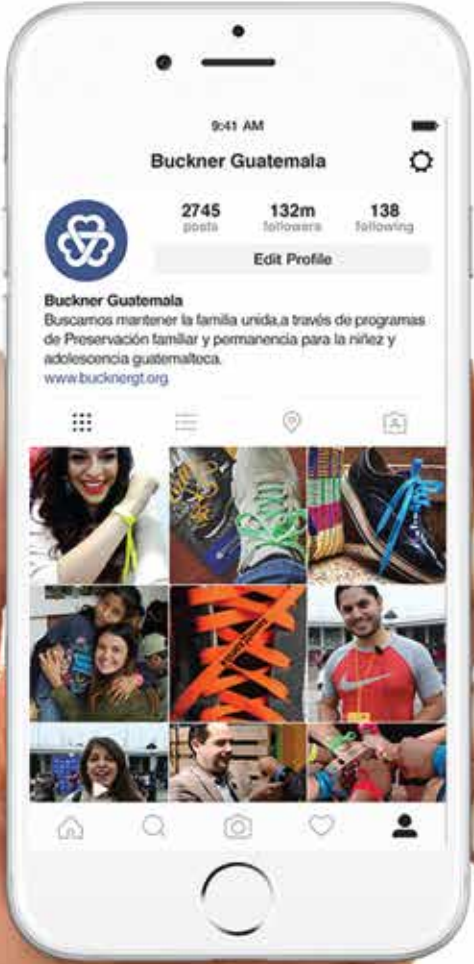 9:41 AM
Buckner Guatemala
2745 132m 138
posts followers following
Edit Profile
Buckner Guatemala
Buscamos mantener la familia unida,a través de programas
de Preservación familiar y permanencia para la niñez y
adolescencia guatemalteca.
www.bucknergt.org